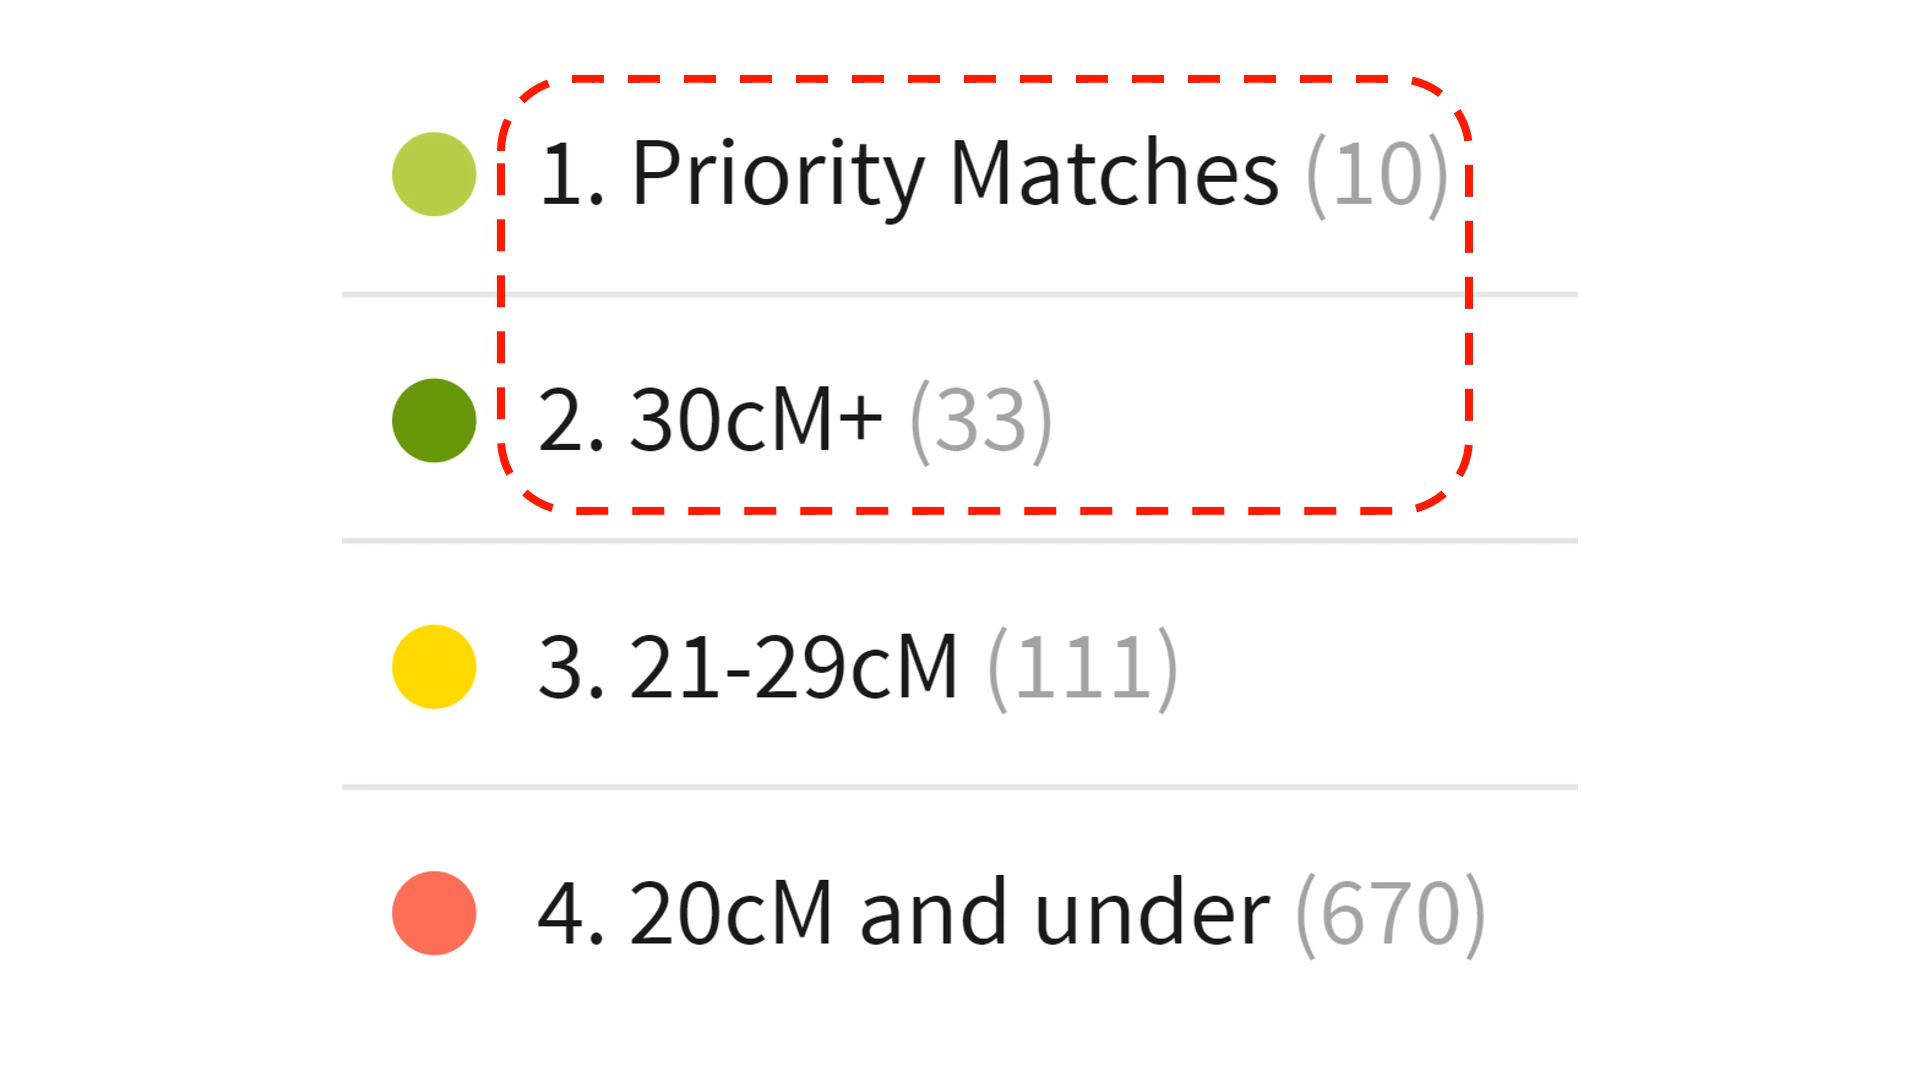 1. Priority Matches (10)
2. 30cM+ (33)
3. 21-29cM (111)
4. 20cM and under (670)